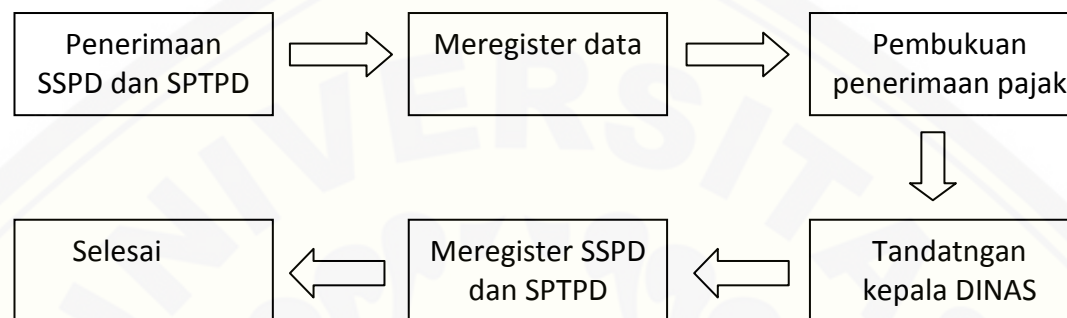 Penerimaan
SSPD dan SPTPD
Meregister data
Pembukuan
penerimaan pajak
Tandatngan
kepala DINAS
Meregister SSPD
dan SPTPD
Selesai